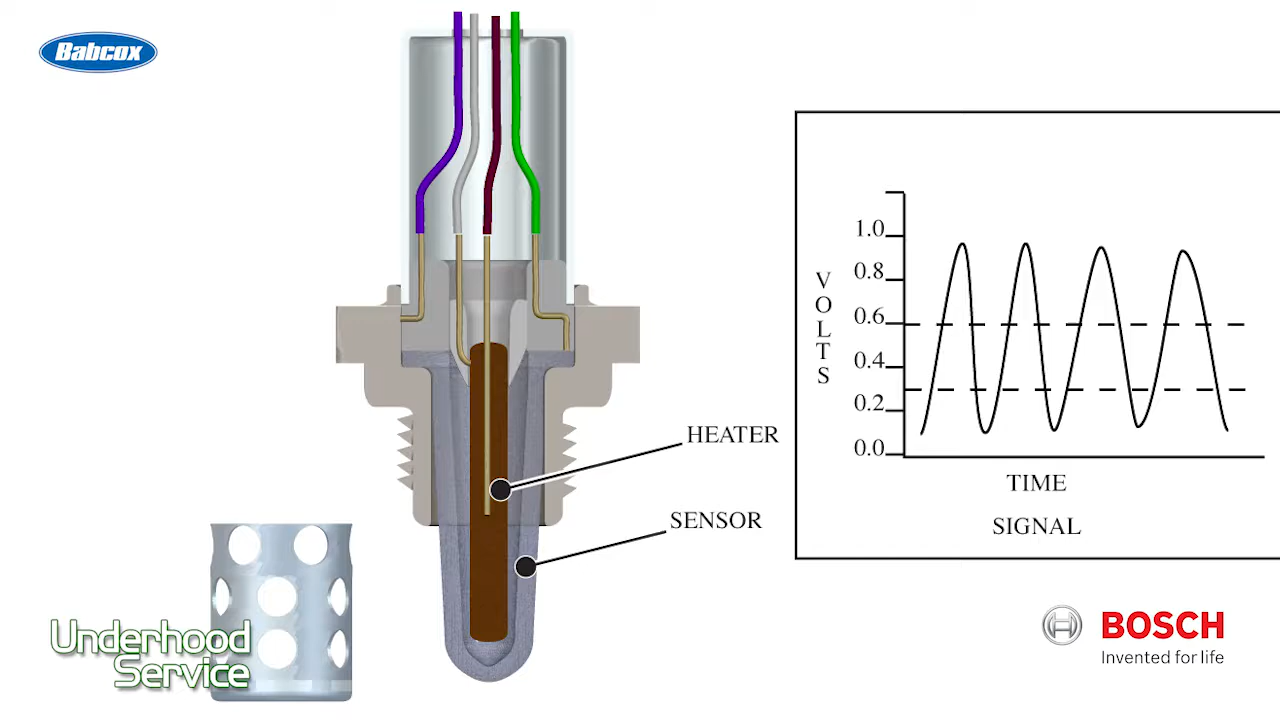 Babcox
HEATER
SENSOR
VOLTS
1.0
0.8
0.6
0.4
0.2
0.0
TIME
SIGNAL
Underhood
Service
BOSCH
Invented for life